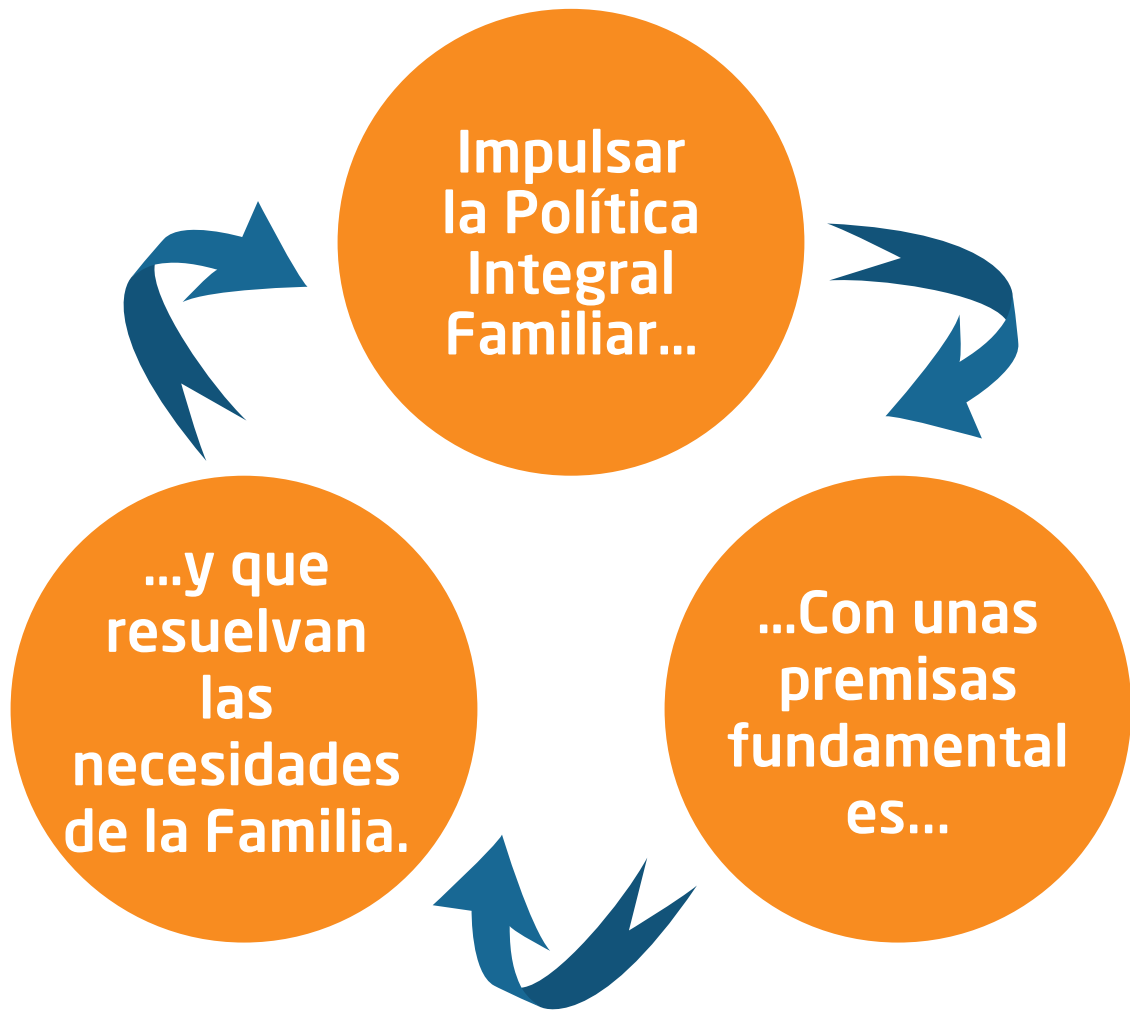 Impulsar
la Política
Integral
Familiar...
...Con unas
premisas
fundamental
es...
...y que
resuelvan
las
necesidades
de la Familia.